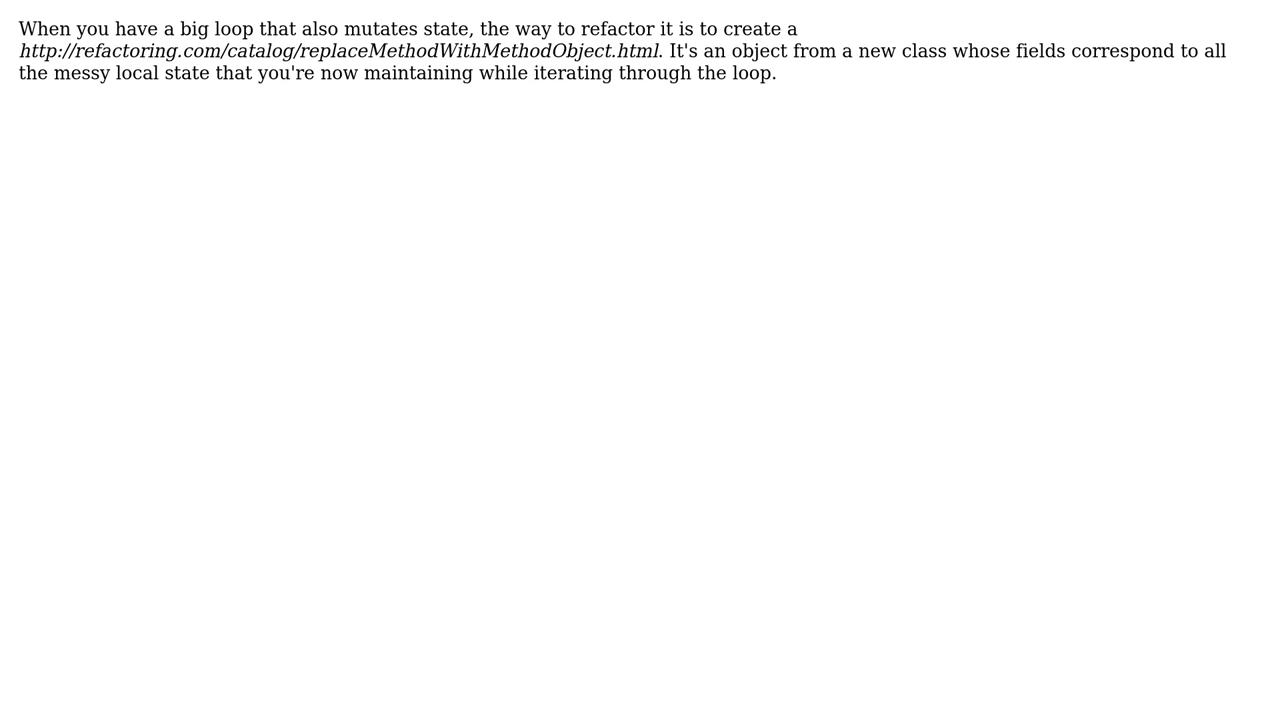 When you have a big loop that also mutates state, the way to refactor it is to create a
http://refactoring.com/catalog/replaceMethodWithMethodObject.html. It's an object from a new class whose fields correspond to all
the messy local state that you're now maintaining while iterating through the loop.